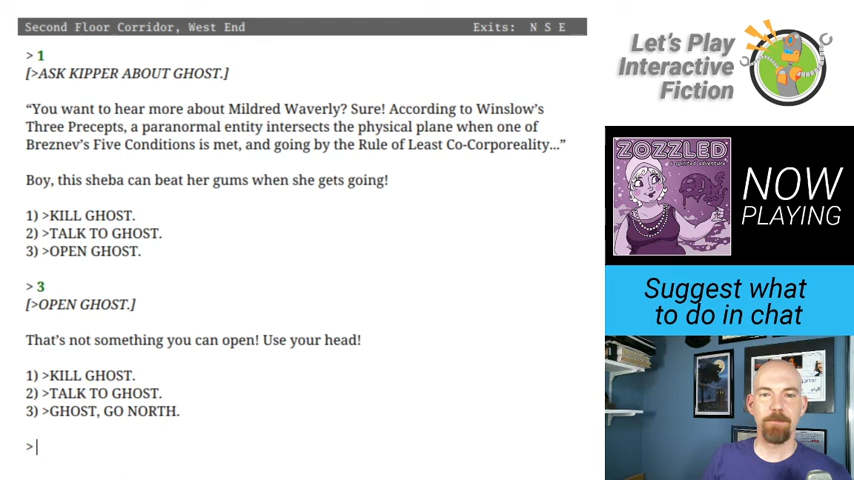 Second Floor Corridor, West End Exits: N S E
> 1
[>ASK KIPPER ABOUT GHOST.]
“You want to hear more about Mildred Waverly? Sure! According to Winslow’s
Three Precepts, a paranormal entity intersects the physical plane when one of
Breznev’s Five Conditions is met, and going by the Rule of Least Co-Corporeality...”
Boy, this sheba can beat her gums when she gets going!
1) >KILL GHOST.
2) >TALK TO GHOST.
3) >OPEN GHOST.
> 3
[>OPEN GHOST.]
That’s not something you can open! Use your head!
1) >KILL GHOST.
2) >TALK TO GHOST.
3) >GHOST, GO NORTH.
>
Let’s Play
Interactive
Fiction
ZOZZLED
a spirited adventure
NOW
PLAYING
Suggest what
to do in chat